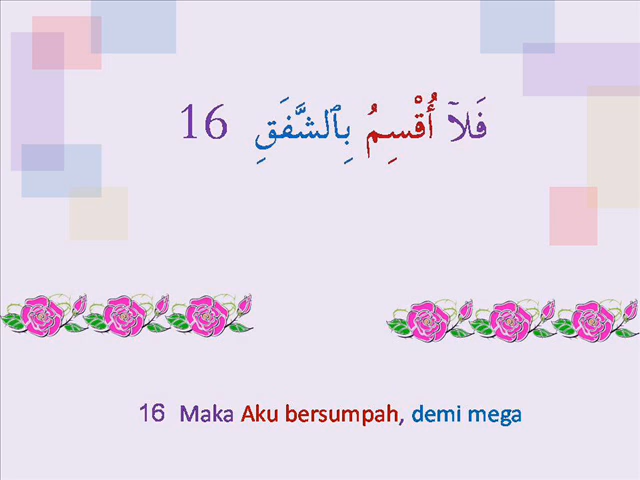 فَلَآ أُقْسِمُ بِٱلشَّفَقِ 16
16 Maka Aku bersumpah, demi mega